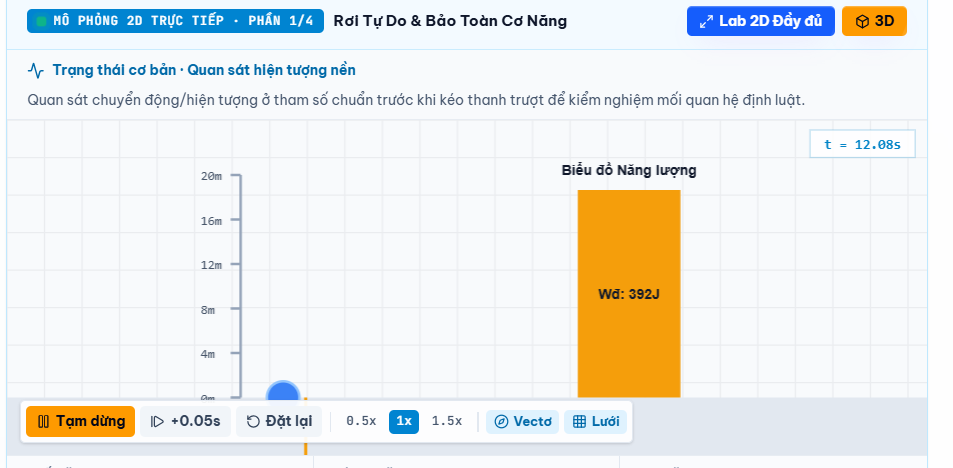 MÔ PHỎNG 2D TRỰC TIẾP · PHẦN 1/4 Rơi Tự Do & Bảo Toàn Cơ Năng Lab 2D Đầy đủ 3D
Trạng thái cơ bản · Quan sát hiện tượng nền
Quan sát chuyển động/hiện tượng ở tham số chuẩn trước khi kéo thanh trượt để kiểm nghiệm mối quan hệ định luật.
t = 12.08s
Biểu đồ Năng lượng
20m
16m
12m
Wđ: 392J
8m
4m
0m
Tạm dừng +0.05s Đặt lại 0.5x 1x 1.5x Vectơ Lưới